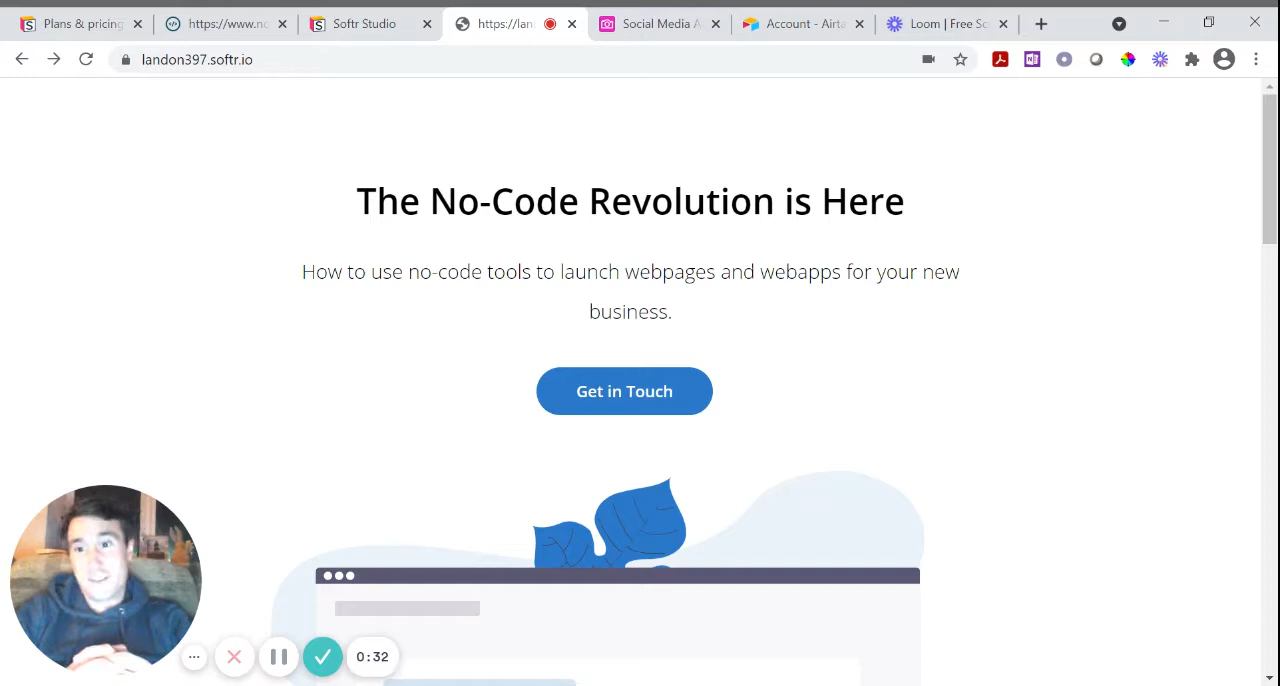 Plans & pricing
https://www.nc
Softr Studio
https://lan
Social Media A
Account - Airta
Loom | Free Sc
landon397.softr.io
The No-Code Revolution is Here
How to use no-code tools to launch webpages and webapps for your new
business.
Get in Touch
0:32